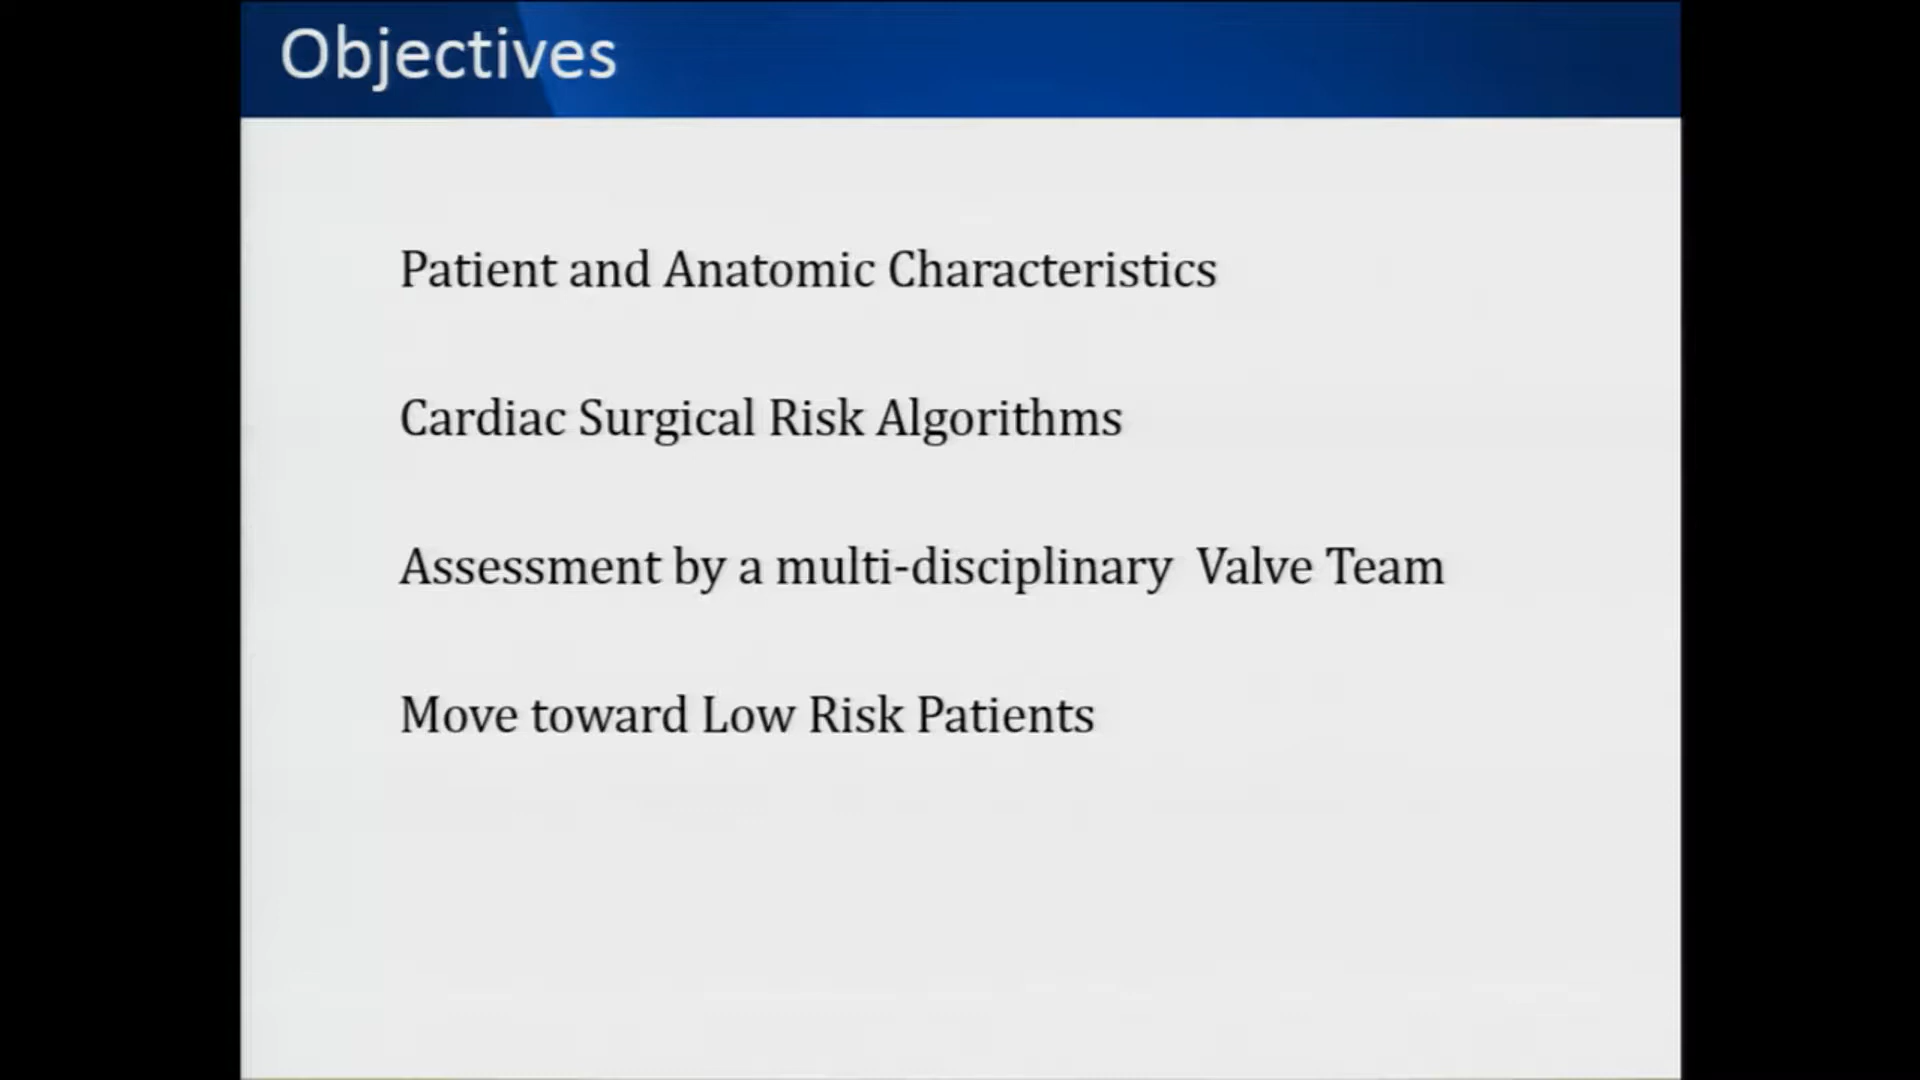 Objectives
Patient and Anatomic Characteristics
Cardiac Surgical Risk Algorithms
Assessment by a multi-disciplinary  Valve Team
Move toward Low Risk Patients